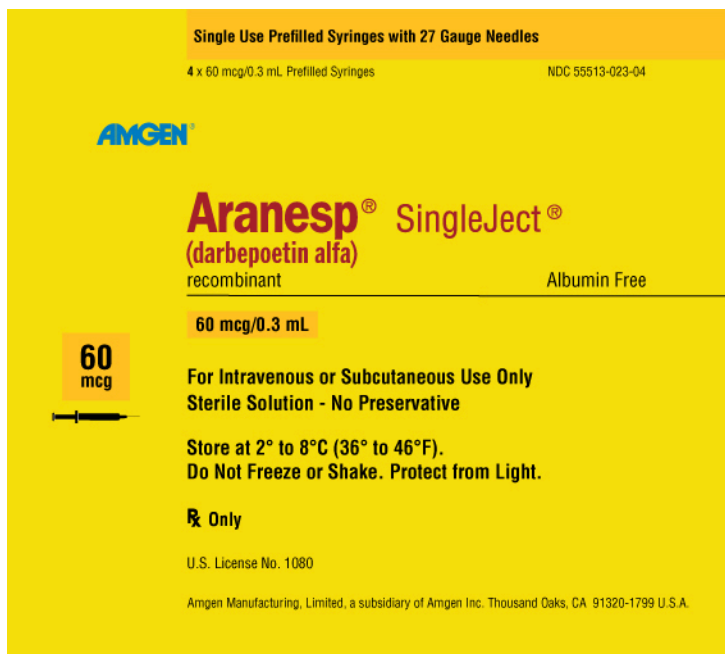 Single Use Prefilled Syringes with 27 Gauge Needles
4 x 60 mcg/0.3 mL Prefilled Syringes NDC 55513-023-04
AMGEN®
Aranesp® SingleJect®
(darbepoetin alfa)
recombinant Albumin Free
60 mcg/0.3 mL
60
mcg
For Intravenous or Subcutaneous Use Only
Sterile Solution - No Preservative
Store at 2° to 8°C (36° to 46°F).
Do Not Freeze or Shake. Protect from Light.
℞ Only
U.S. License No. 1080
Amgen Manufacturing, Limited, a subsidiary of Amgen Inc. Thousand Oaks, CA 91320-1799 U.S.A.